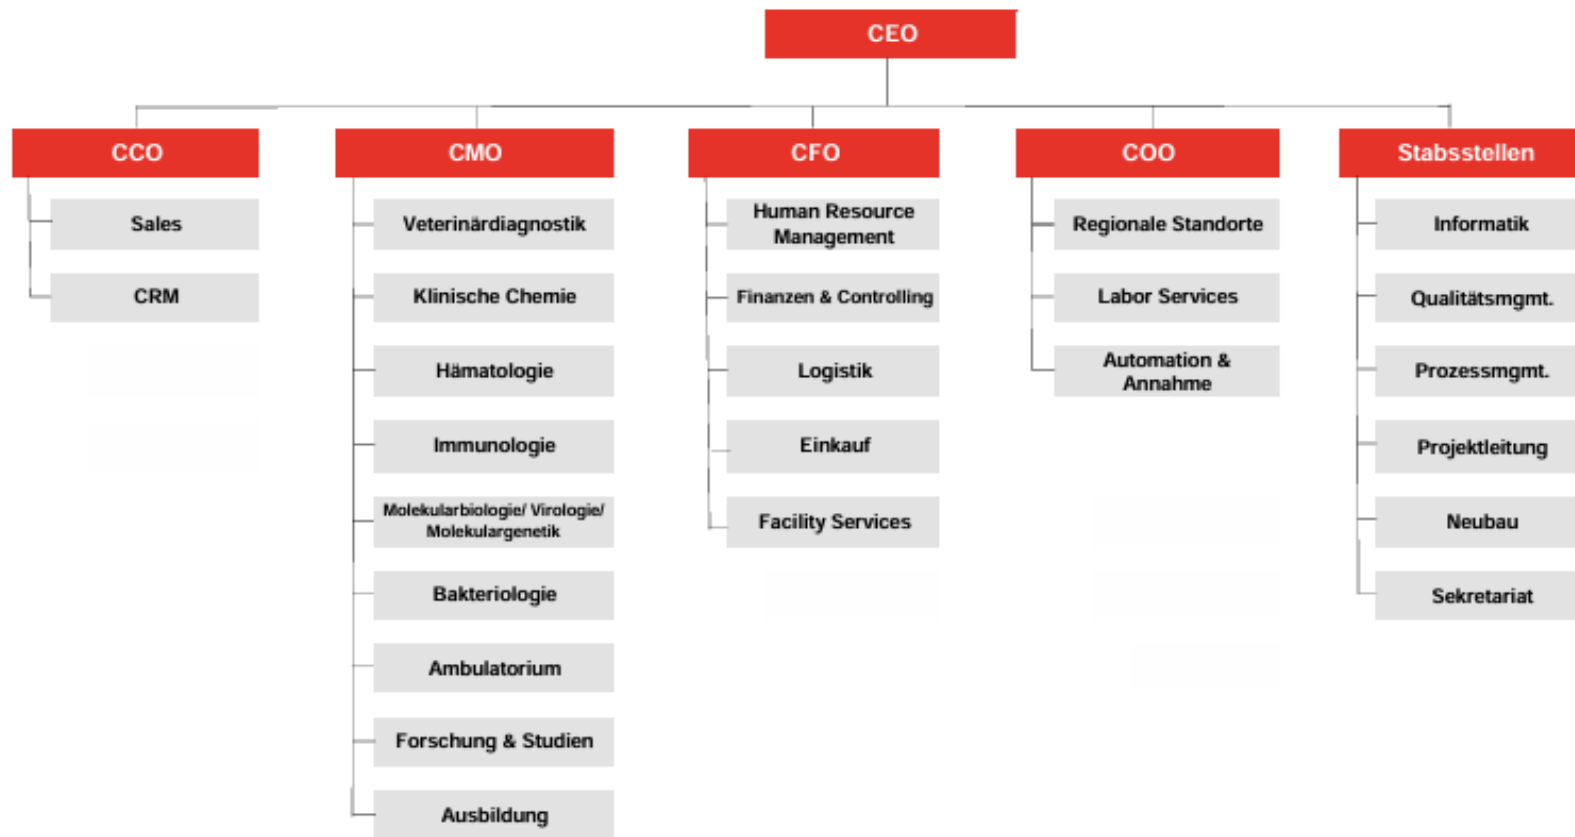 CEO
CCO
CMO
CFO
COO
Stabsstellen
Sales
CRM
Veterinärdiagnostik
Klinische Chemie
Hämatologie
Immunologie
Molekularbiologie/ Virologie/
Molekulargenetik
Bakteriologie
Ambulatorium
Forschung & Studien
Ausbildung
Human Resource
Management
Finanzen & Controlling
Logistik
Einkauf
Facility Services
Regionale Standorte
Labor Services
Automation &
Annahme
Informatik
Qualitätsmgmt.
Prozessmgmt.
Projektleitung
Neubau
Sekretariat